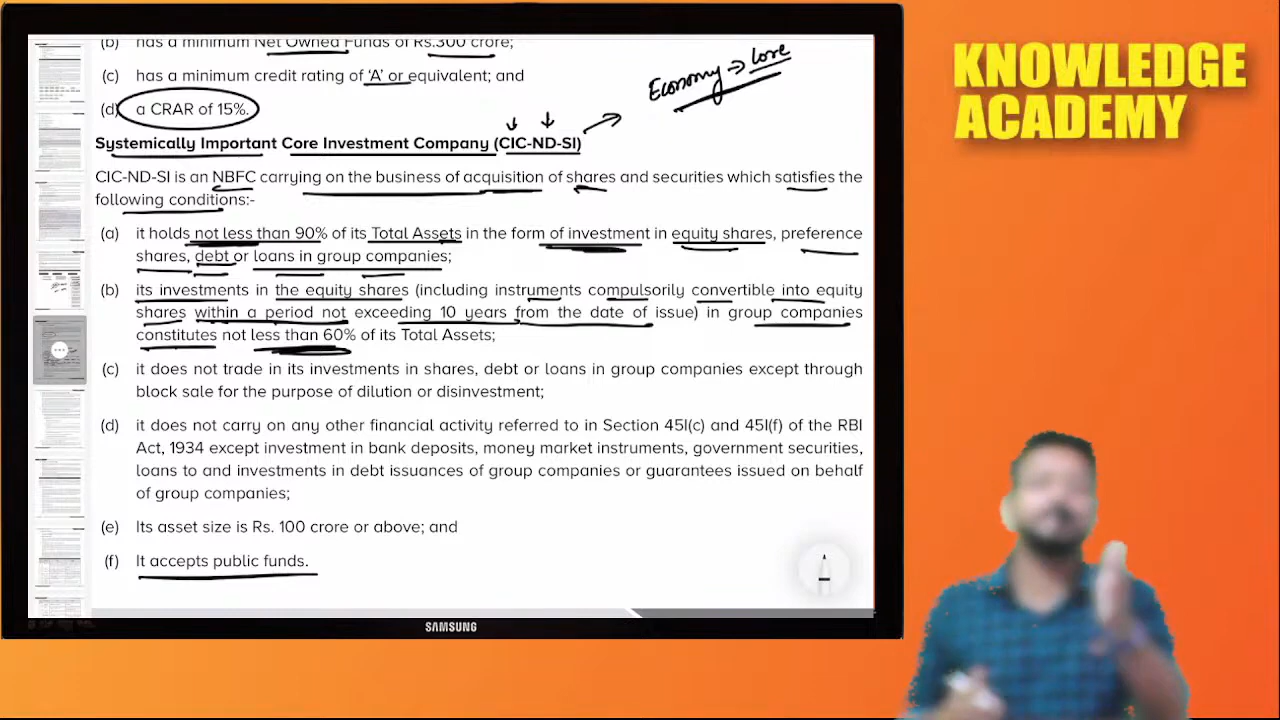 KNOWLEDGE
ACADEMY
(b) has a minimum Net Owned Funds of Rs.300 crore;
(c) has a minimum credit rating of 'A' or equivalent; and
(d) CRAR of 15%.
Economy → Core
Systemically Important Core Investment Company (CIC-ND-SI)
CIC-ND-SI is an NBFC carrying on the business of acquisition of shares and securities which satisfies the
following conditions:
(a) it holds not less than 90% of its Total Assets in the form of investment in equity shares, preference
shares, debt or loans in group companies;
(b) its investments in the equity shares (including instruments compulsorily convertible into equity
shares within a period not exceeding 10 years from the date of issue) in group companies
constitutes not less than 60% of its Total Assets;
(c) it does not trade in its investments in shares, debt or loans in group companies except through
block sale for the purpose of dilution or disinvestment;
(d) it does not carry on any other financial activity referred to in Section 45I(c) and 45I(f) of the RBI
act, 1934 except investment in bank deposits, money market instruments, government securities,
loans to and investments in debt issuances of group companies or guarantees issued on behalf
of group companies;
(e) Its asset size is Rs. 100 crore or above; and
(f) It accepts public funds.
SAMSUNG